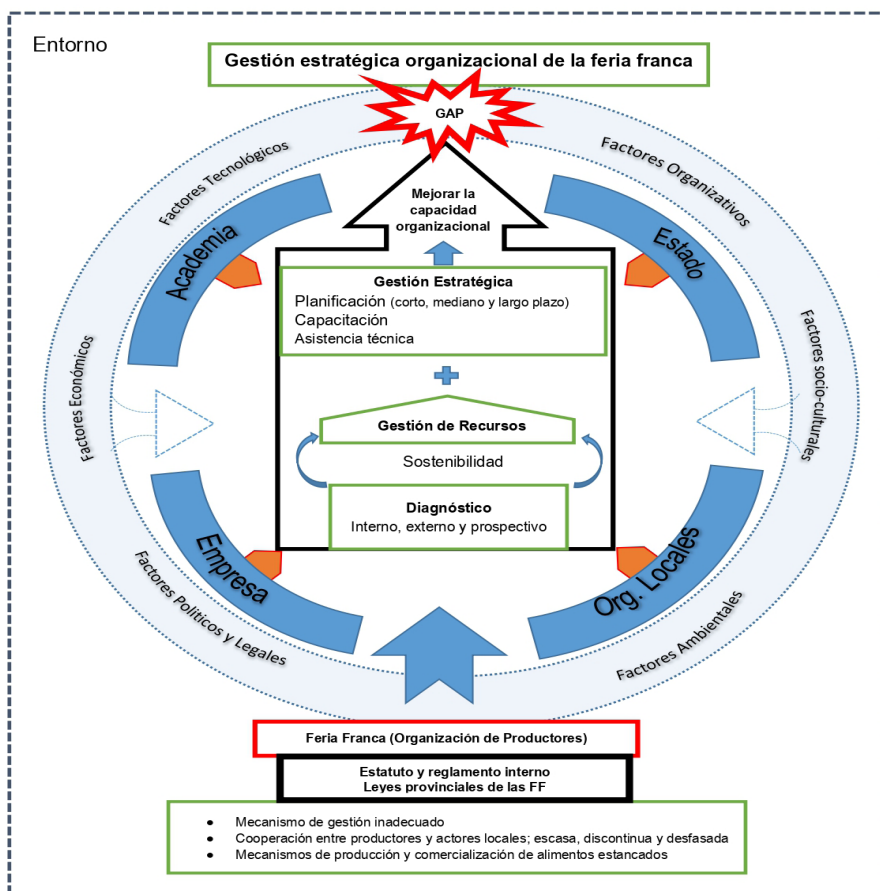 Entorno
Gestión estratégica organizacional de la feria franca
GAP
Factores Tecnológicos
Factores Organizativos
Mejorar la
capacidad
organizacional
Academia
Estado
Gestión Estratégica
Planificación (corto, mediano y largo plazo)
Capacitación
Asistencia técnica
Factores Económicos
Factores socio-culturales
Gestión de Recursos
Sostenibilidad
Diagnóstico
Interno, externo y prospectivo
Empresa
Org. Locales
Factores Políticos y Legales
Factores Ambientales
Feria Franca (Organización de Productores)
Estatuto y reglamento interno
Leyes provinciales de las FF
• Mecanismo de gestión inadecuado
• Cooperación entre productores y actores locales; escasa, discontinua y desfasada
• Mecanismos de producción y comercialización de alimentos estancados